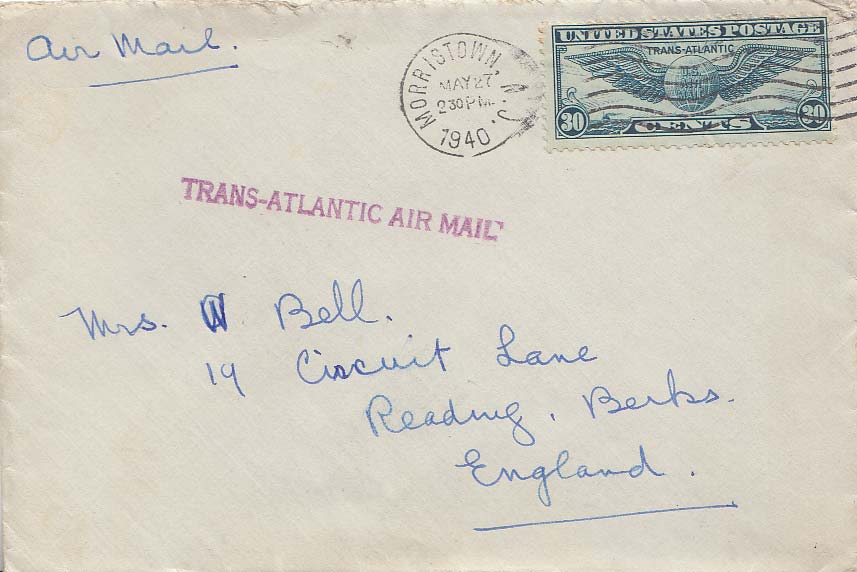 Air Mail.
MORRISTOWN, N.J.
MAY 27
2 30 PM
1940
UNITED STATES POSTAGE
TRANS-ATLANTIC
U.S.
30 CENTS 30
TRANS-ATLANTIC AIR MAIL
Mrs. W. Bell.
19 Circuit Lane
Reading, Berks.
England.